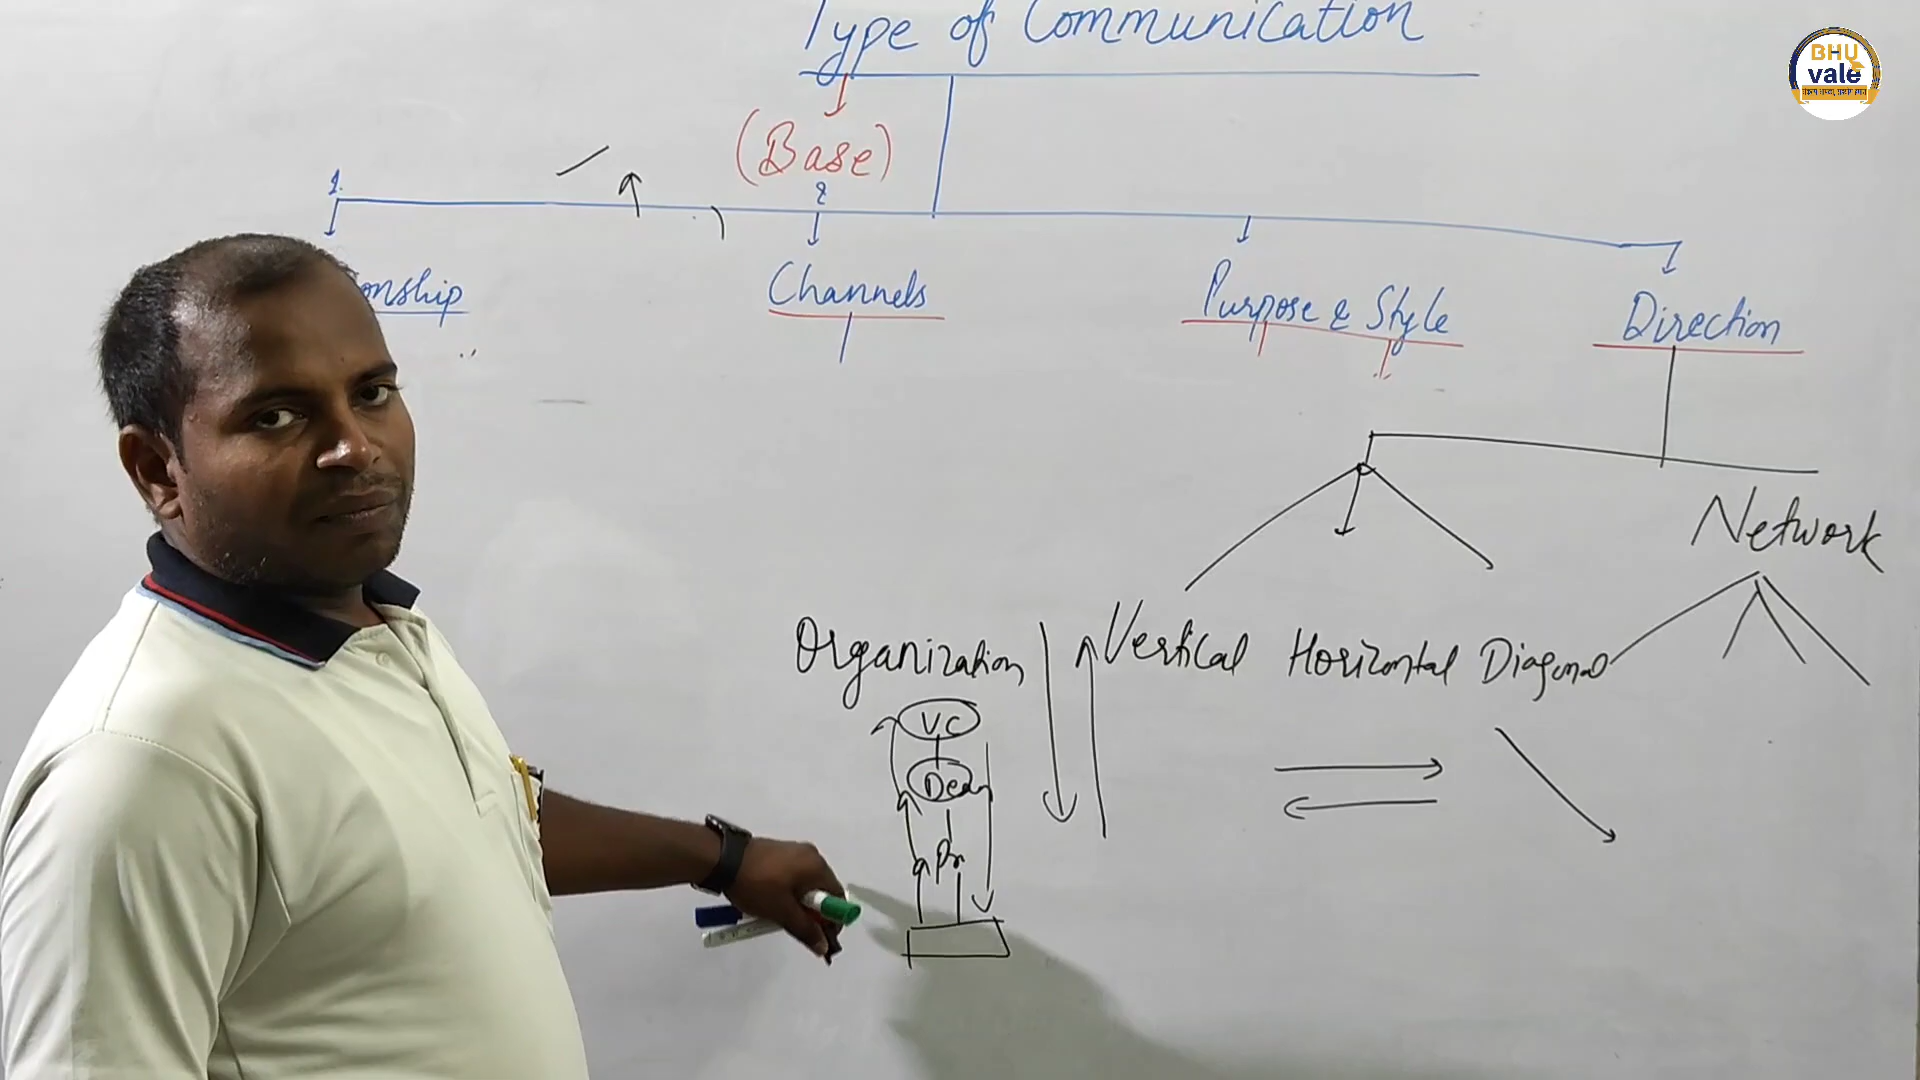 Type of Communication
(Base)
1.
2
onship
Channels
Purpose & Style
Direction
Network
Organization
Vertical
Horizontal
Diagonal
VC
Dean
Pr
BHU
vale